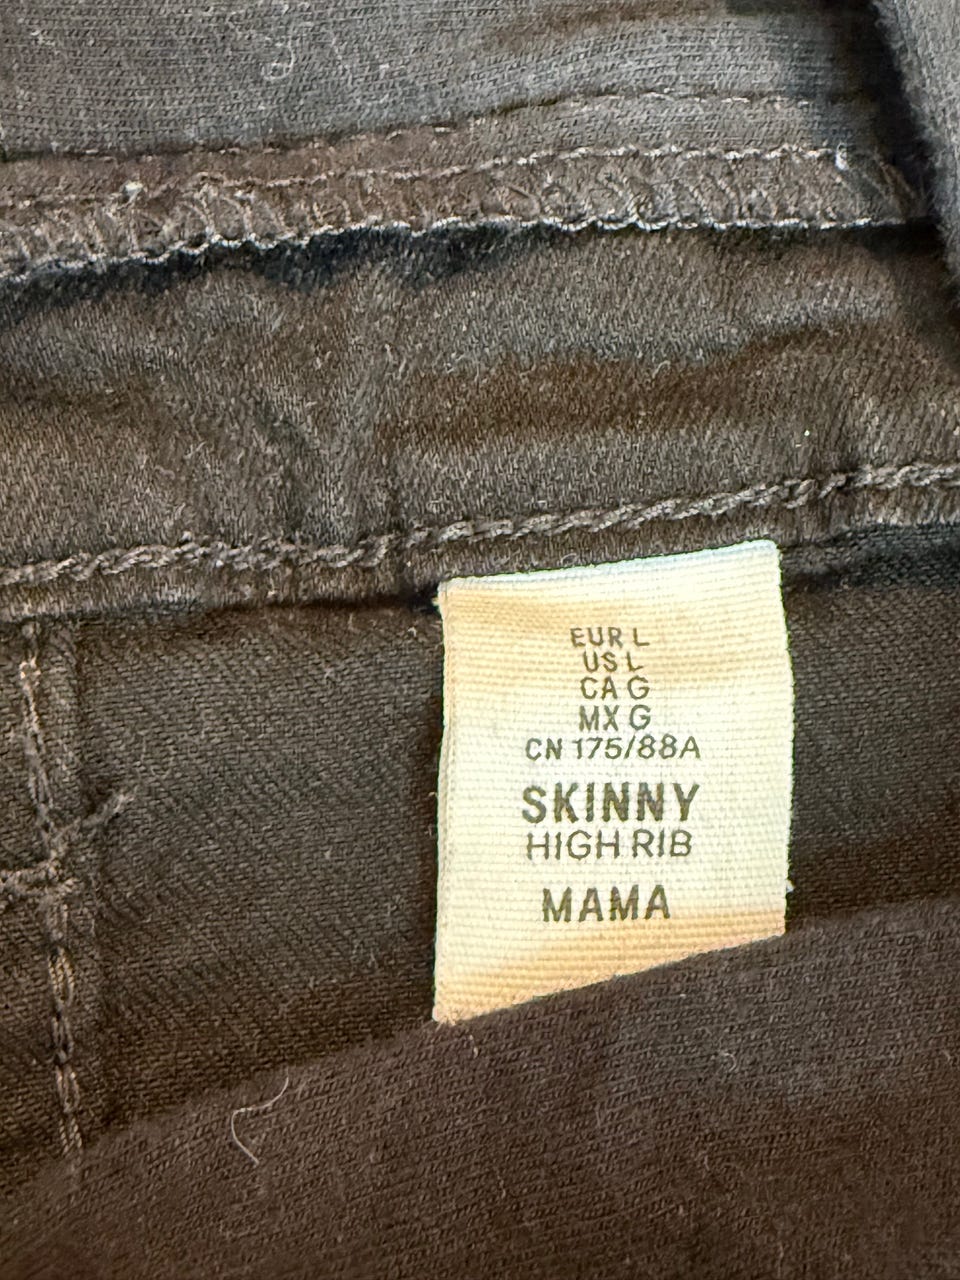 EUR L
US L
CA G
MX G
CN 175/88A
SKINNY
HIGH RIB
MAMA